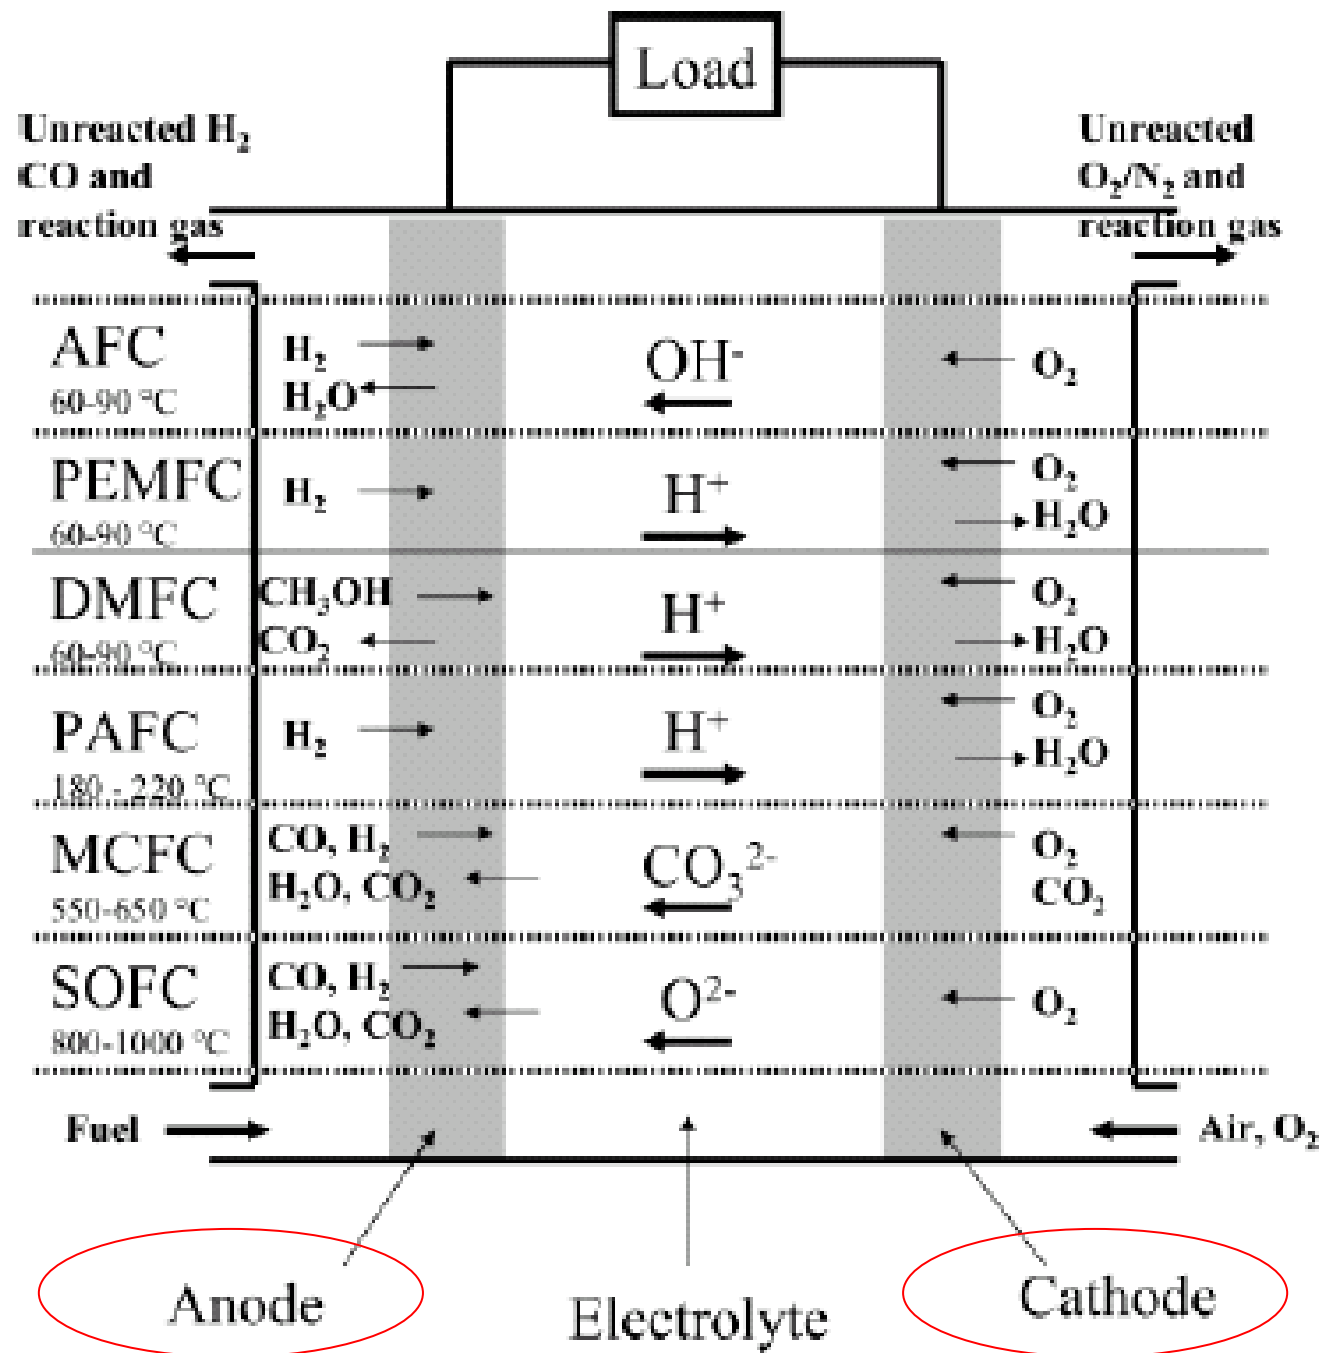 Load
Unreacted H₂
CO and
reaction gas
Unreacted
O₂/N₂ and
reaction gas
AFC
60-90 °C
H₂
H₂O
OH⁻
O₂
PEMFC
60-90 °C
H₂
H⁺
O₂
H₂O
DMFC
60-90 °C
CH₃OH
CO₂
H⁺
O₂
H₂O
PAFC
180 - 220 °C
H₂
H⁺
O₂
H₂O
MCFC
550-650 °C
CO, H₂
H₂O, CO₂
CO₃²⁻
O₂
CO₂
SOFC
800-1000 °C
CO, H₂
H₂O, CO₂
O²⁻
O₂
Fuel
Air, O₂
Anode
Electrolyte
Cathode